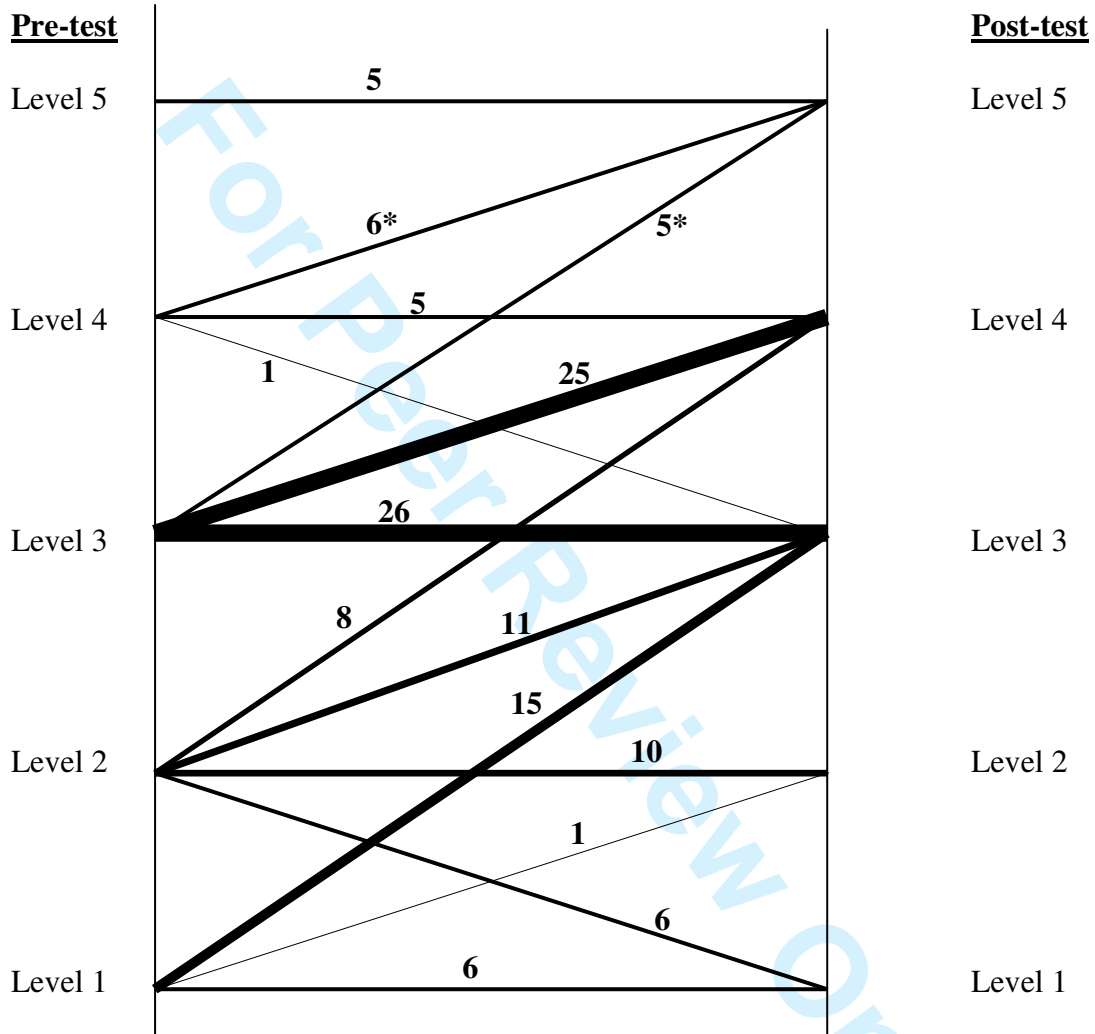 Pre-test Post-test
5
Level 5 Level 5
6* 5*
5
Level 4 Level 4
1 25
26
Level 3 Level 3
8 11
15
10
Level 2 Level 2
1
6
6
Level 1 Level 1
For Peer Review On